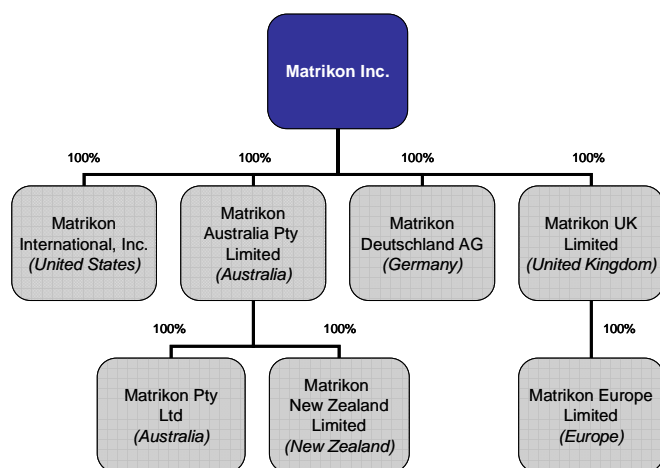 Matrikon Inc.
100%
100%
100%
100%
Matrikon
International, Inc.
(United States)
Matrikon
Australia Pty
Limited
(Australia)
Matrikon
Deutschland AG
(Germany)
Matrikon UK
Limited
(United Kingdom)
100%
100%
100%
Matrikon Pty
Ltd
(Australia)
Matrikon
New Zealand
Limited
(New Zealand)
Matrikon Europe
Limited
(Europe)